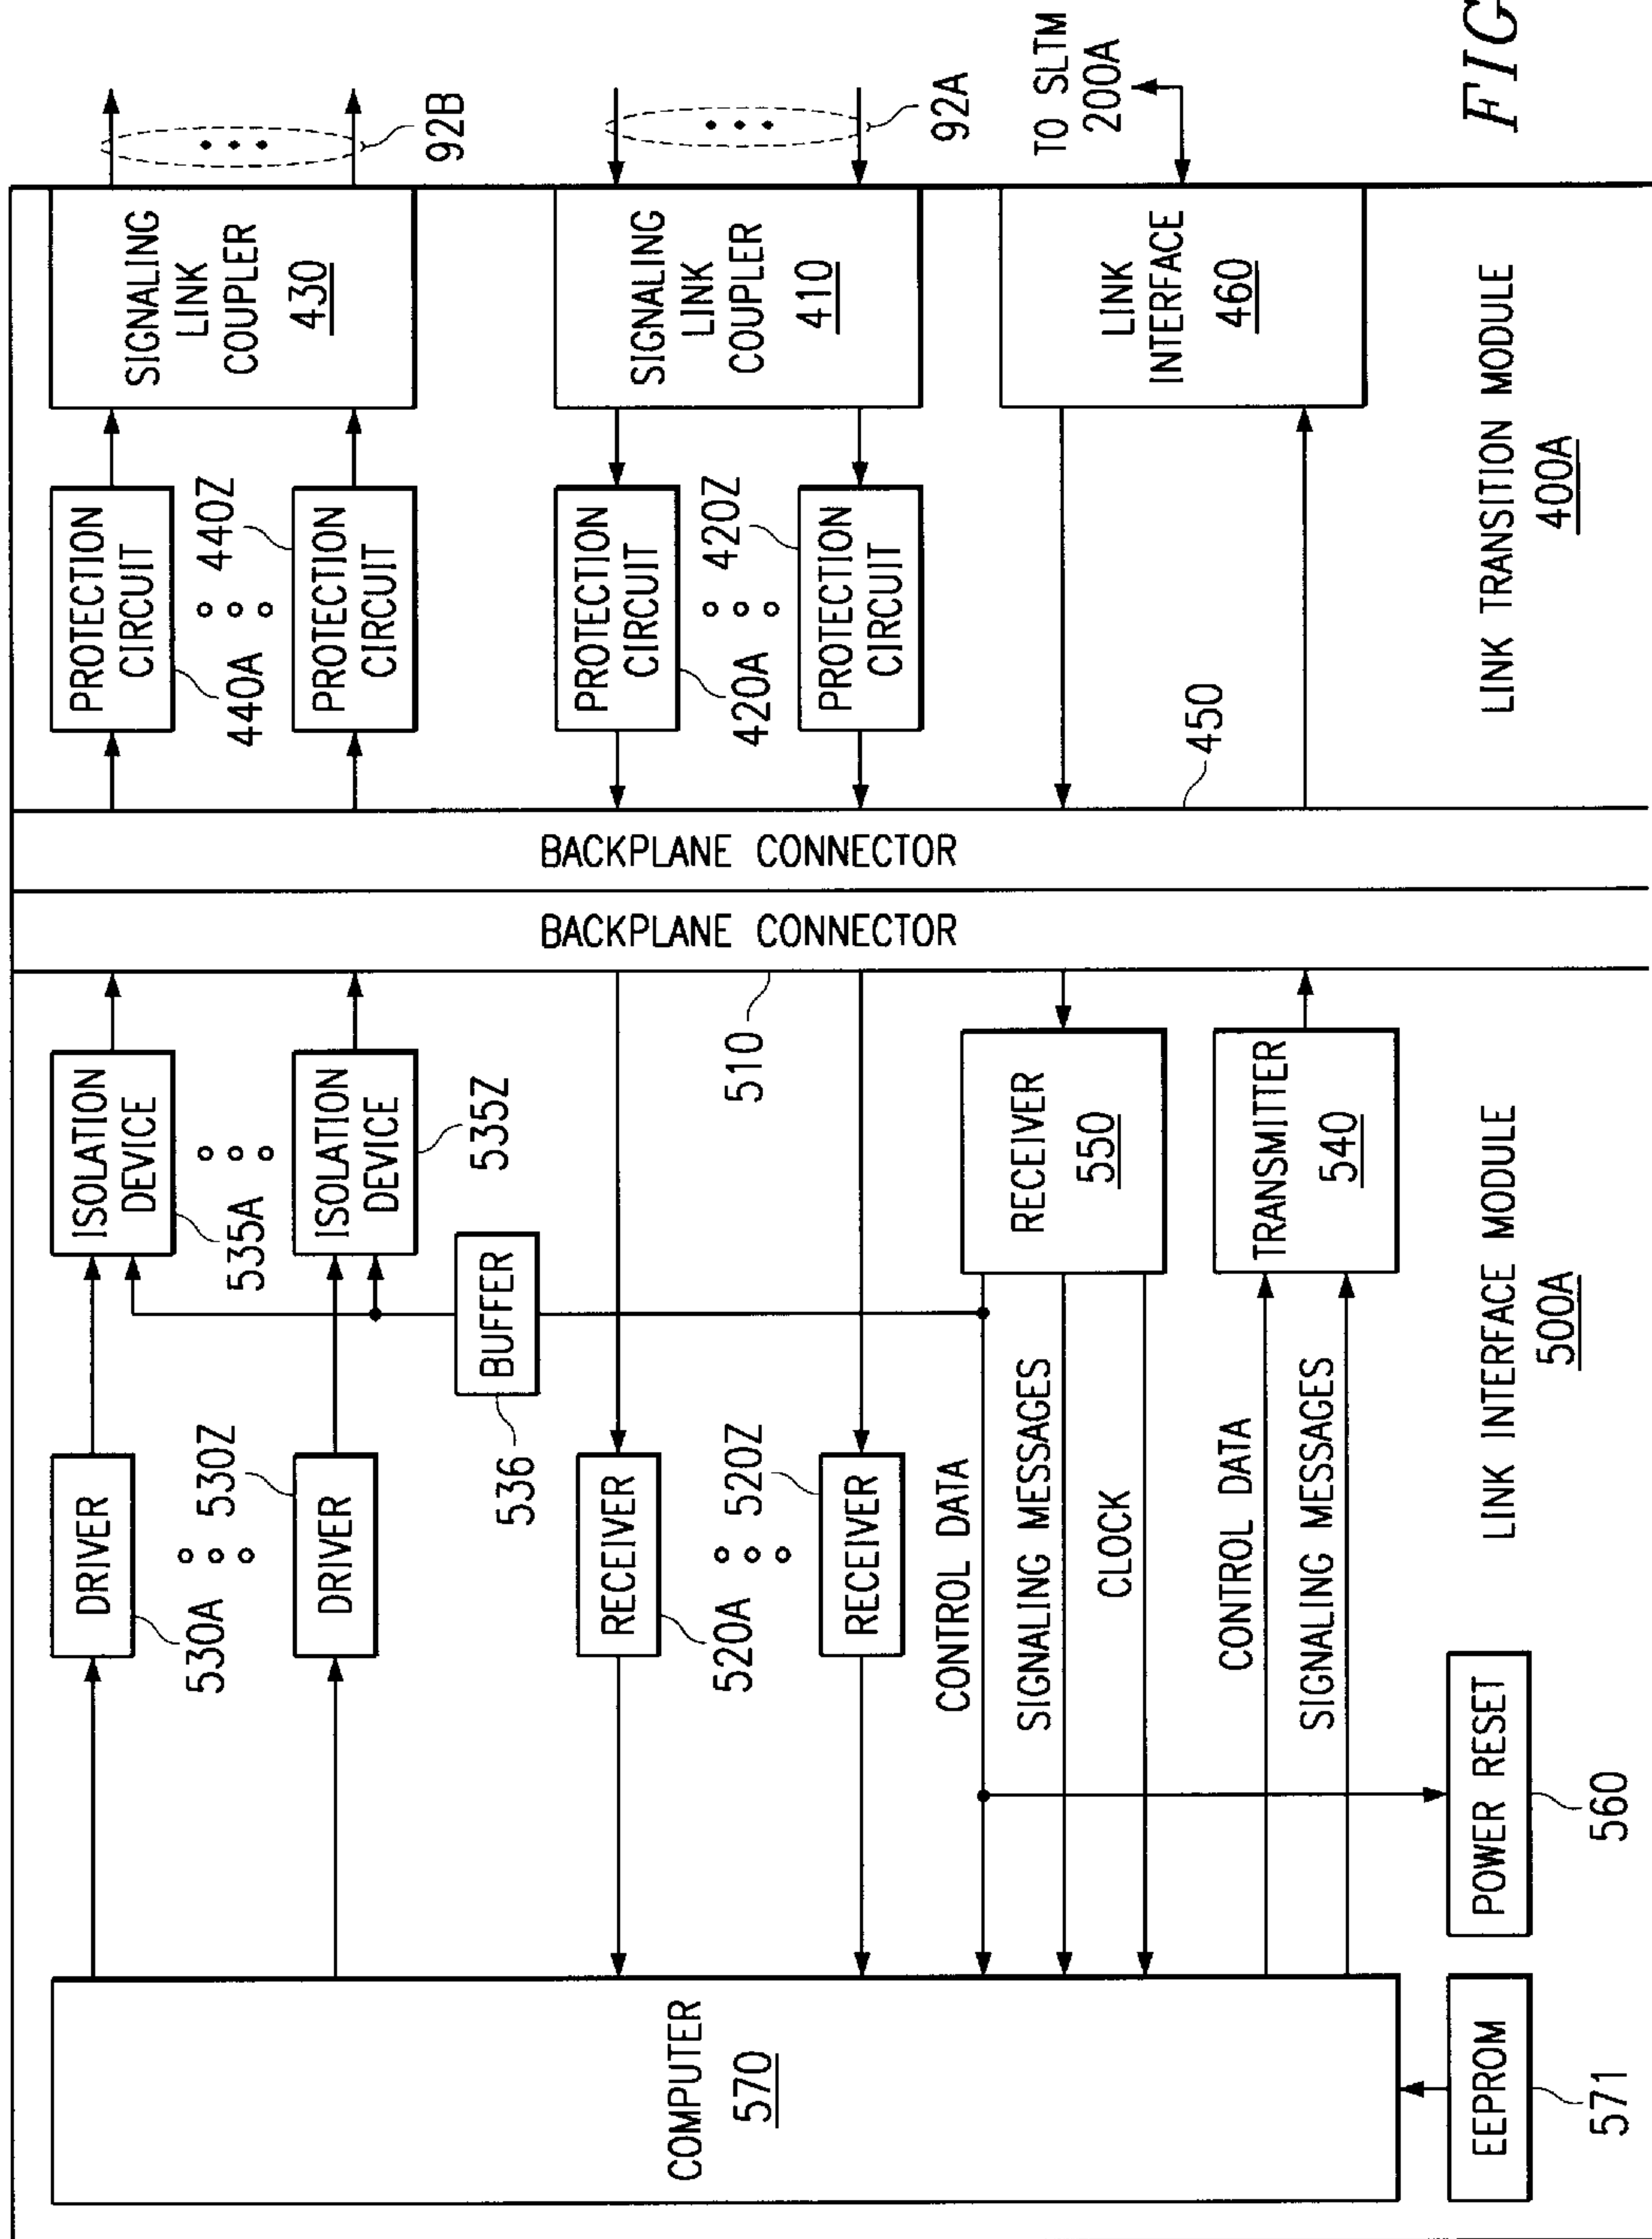 COMPUTER
570
EEPROM
571
POWER RESET
560
DRIVER
530A
530Z
DRIVER
ISOLATION
DEVICE
535A
ISOLATION
DEVICE
535Z
BUFFER
536
RECEIVER
520A
520Z
RECEIVER
CONTROL DATA
SIGNALING MESSAGES
CLOCK
RECEIVER
550
CONTROL DATA
SIGNALING MESSAGES
TRANSMITTER
540
510
LINK INTERFACE MODULE
500A
BACKPLANE CONNECTOR
BACKPLANE CONNECTOR
450
PROTECTION
CIRCUIT
440A
440Z
PROTECTION
CIRCUIT
PROTECTION
CIRCUIT
420A
420Z
PROTECTION
CIRCUIT
SIGNALING
LINK
COUPLER
430
92B
SIGNALING
LINK
COUPLER
410
92A
LINK
INTERFACE
460
TO SLTM
200A
LINK TRANSITION MODULE
400A
FIG